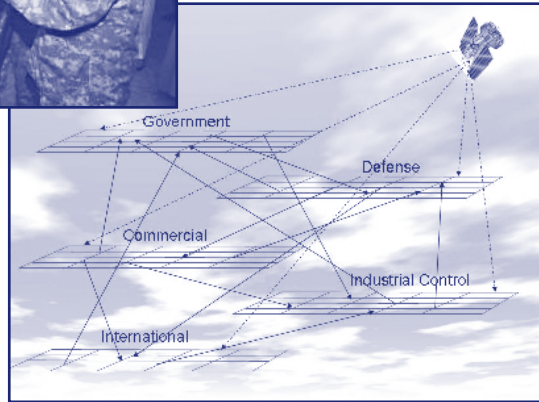 Government
Defense
Commercial
Industrial Control
International